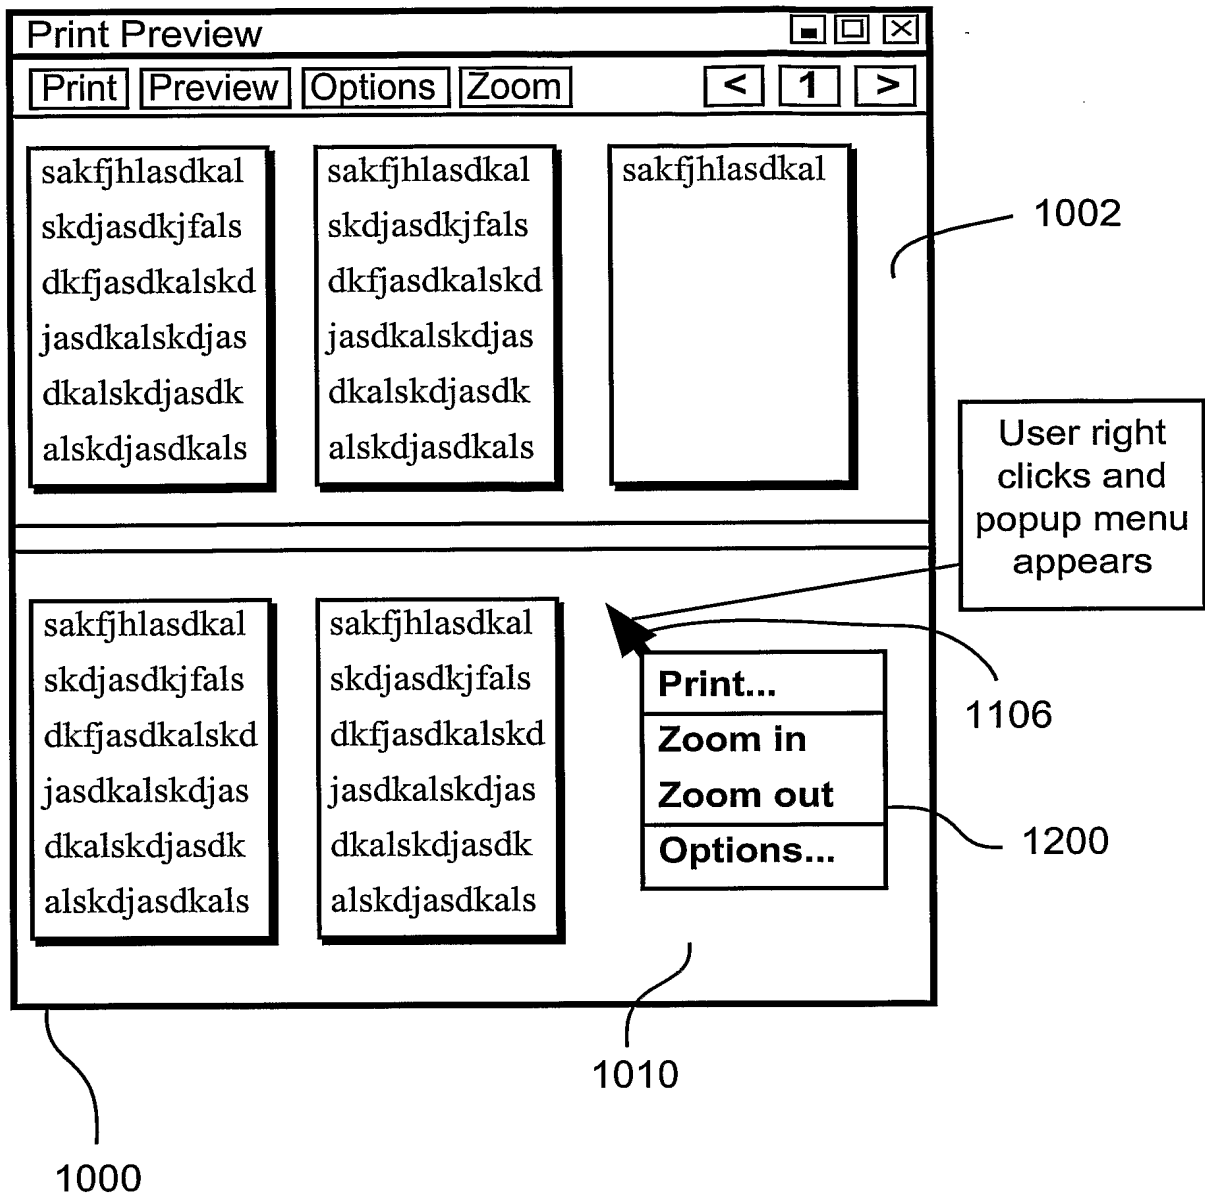 Print Preview
Print Preview Options Zoom < 1 >
sakfjhlasdkal
skdjasdkjfals
dkfjasdkalskd
jasdkalskdjas
dkalskdjasdk
alskdjasdkals
sakfjhlasdkal
skdjasdkjfals
dkfjasdkalskd
jasdkalskdjas
dkalskdjasdk
alskdjasdkals
sakfjhlasdkal
1002
User right
clicks and
popup menu
appears
sakfjhlasdkal
skdjasdkjfals
dkfjasdkalskd
jasdkalskdjas
dkalskdjasdk
alskdjasdkals
sakfjhlasdkal
skdjasdkjfals
dkfjasdkalskd
jasdkalskdjas
dkalskdjasdk
alskdjasdkals
Print...
Zoom in
Zoom out
Options...
1106
1200
1010
1000